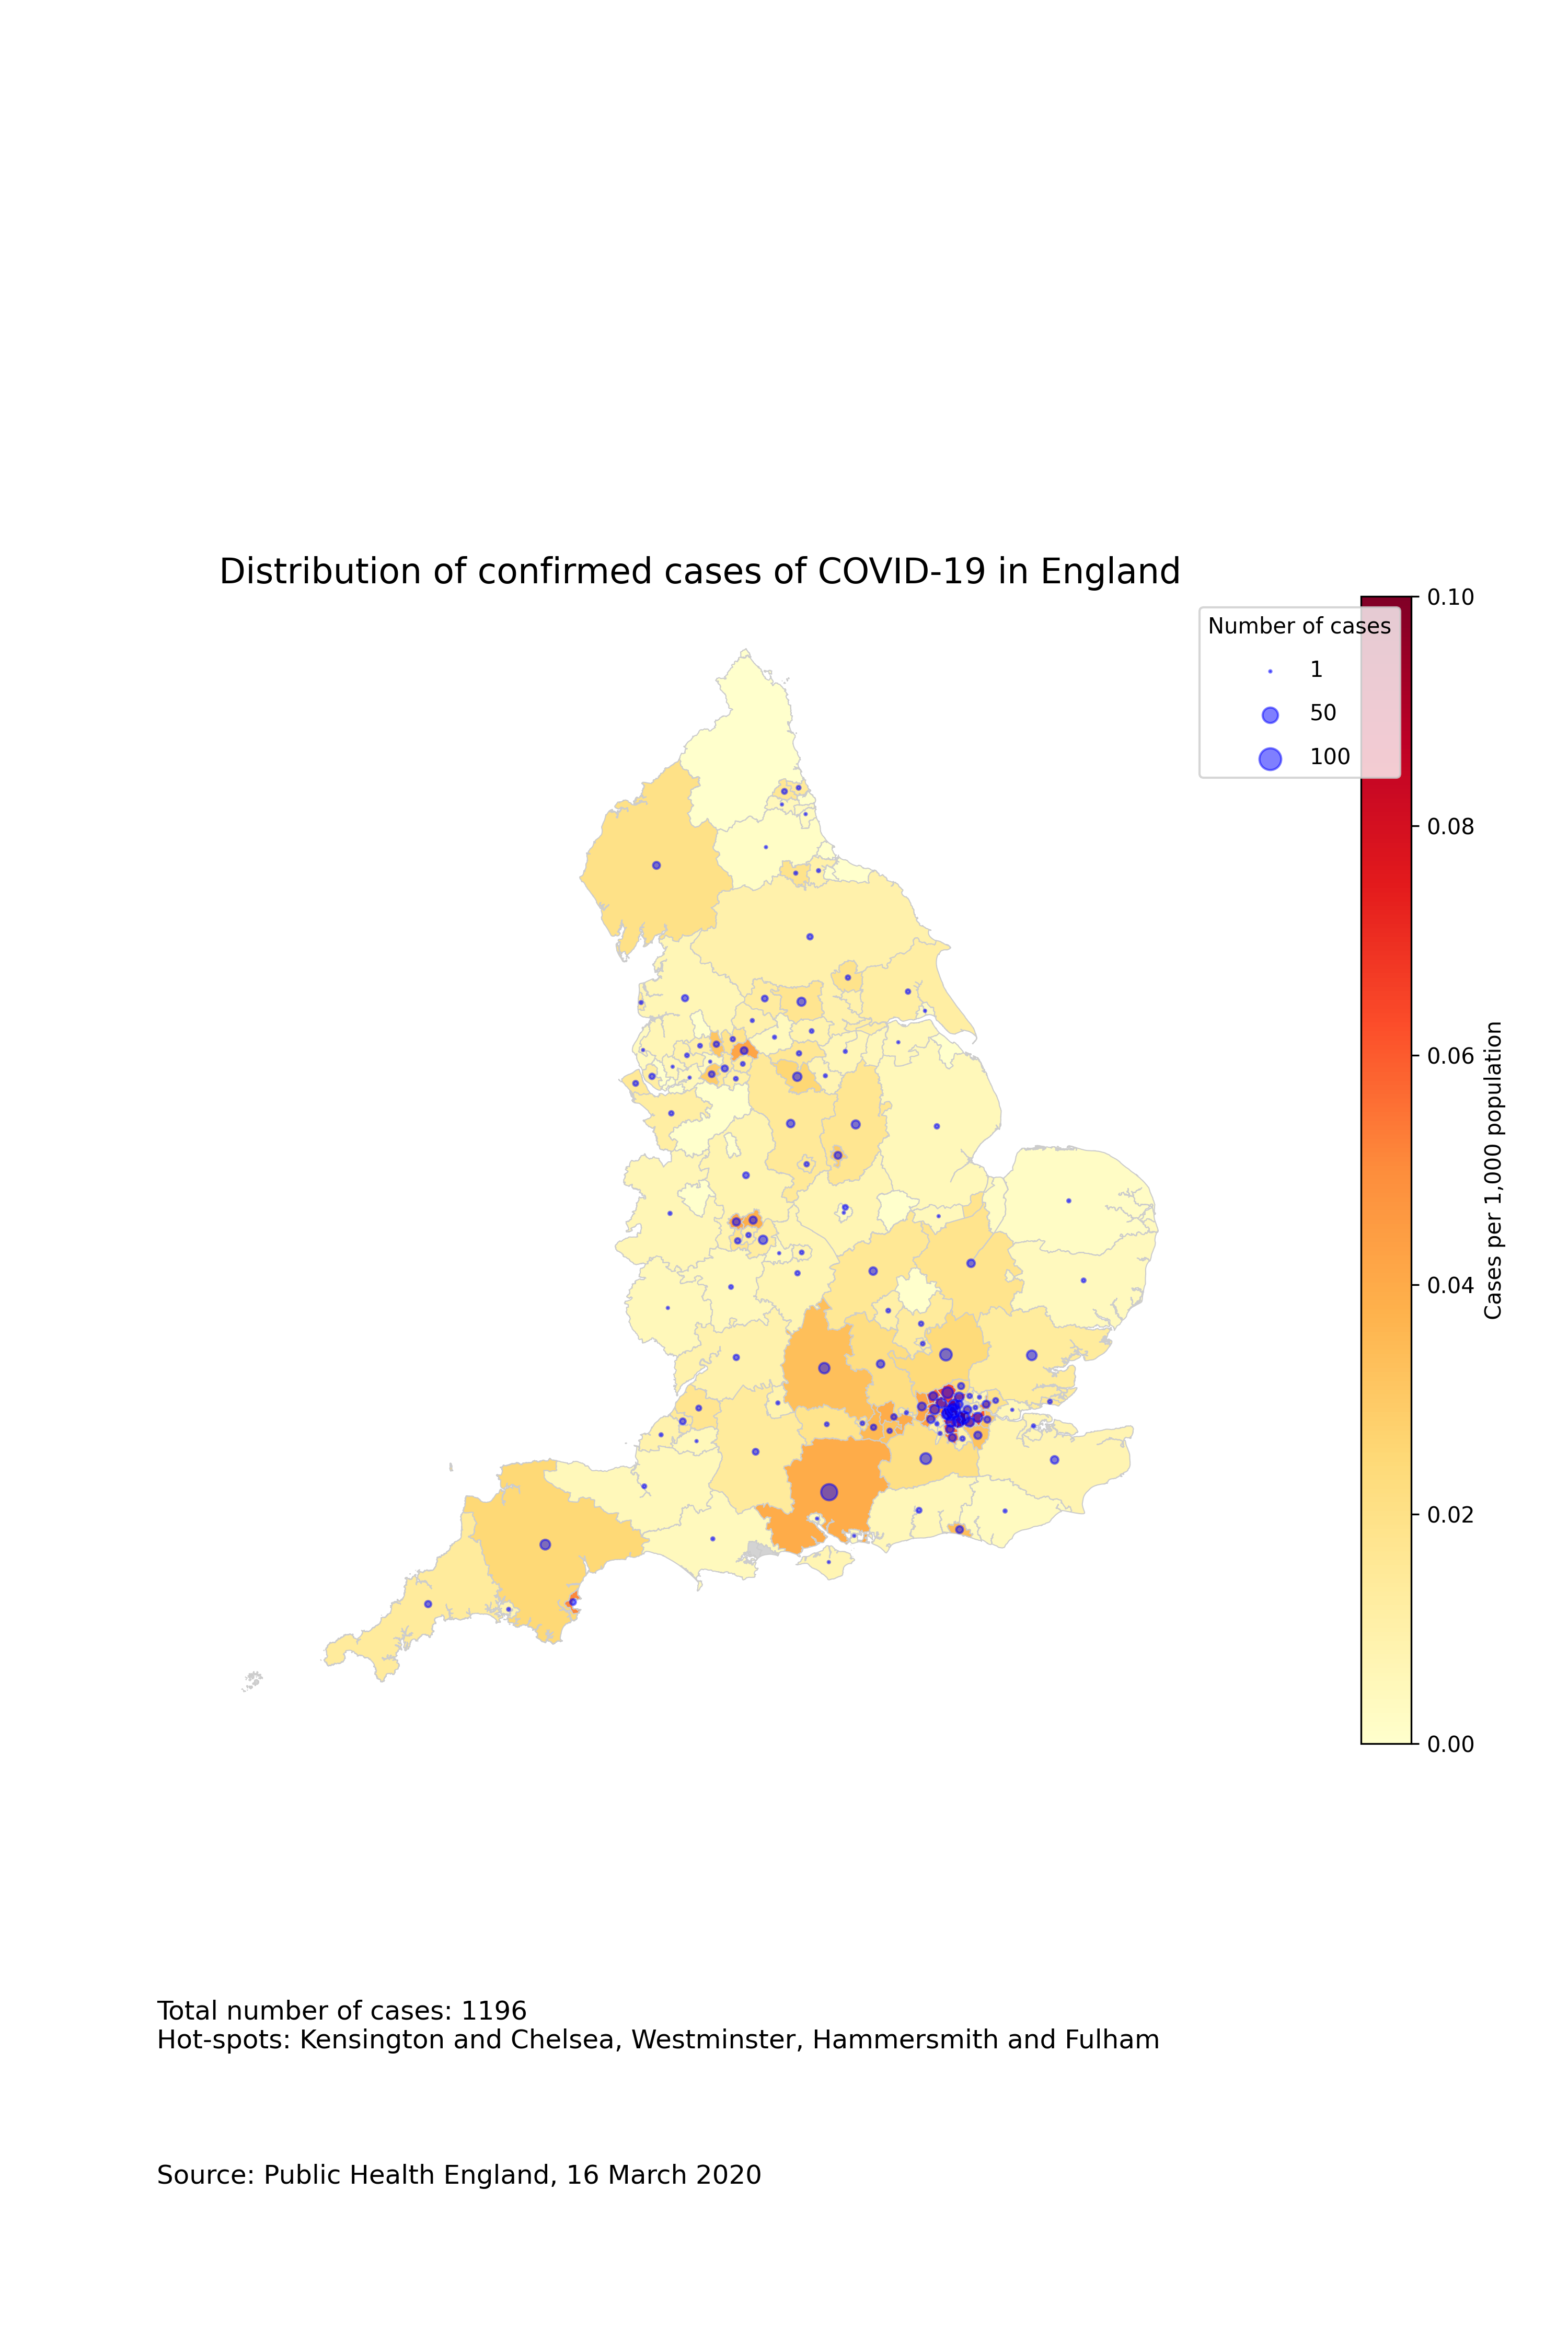 Distribution of confirmed cases of COVID-19 in England
Number of cases
1
50
100
0.10
0.08
0.06
0.04
0.02
0.00
Cases per 1,000 population
Total number of cases: 1196
Hot-spots: Kensington and Chelsea, Westminster, Hammersmith and Fulham
Source: Public Health England, 16 March 2020